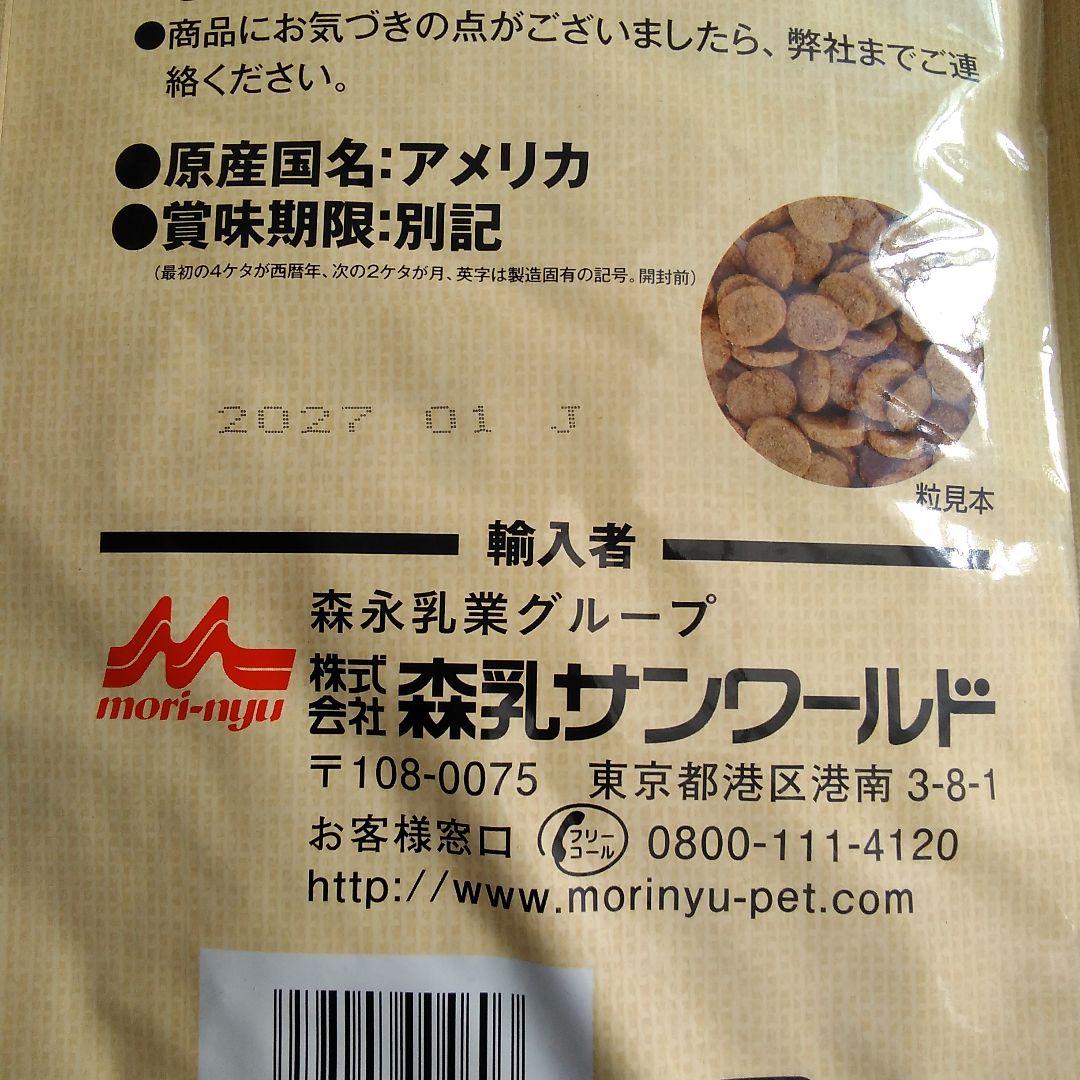 ●商品にお気づきの点がございましたら、弊社までご連
絡ください。
●原産国名:アメリカ
●賞味期限:別記
(最初の4ケタが西暦年、次の2ケタが月、英字は製造固有の記号。開封前)
2027 01 J
粒見本
輸入者
森永乳業グループ
mori-nyu
株式会社 森乳サンワールド
〒108-0075 東京都港区港南 3-8-1
お客様窓口 フリーコール 0800-111-4120
http://www.morinyu-pet.com